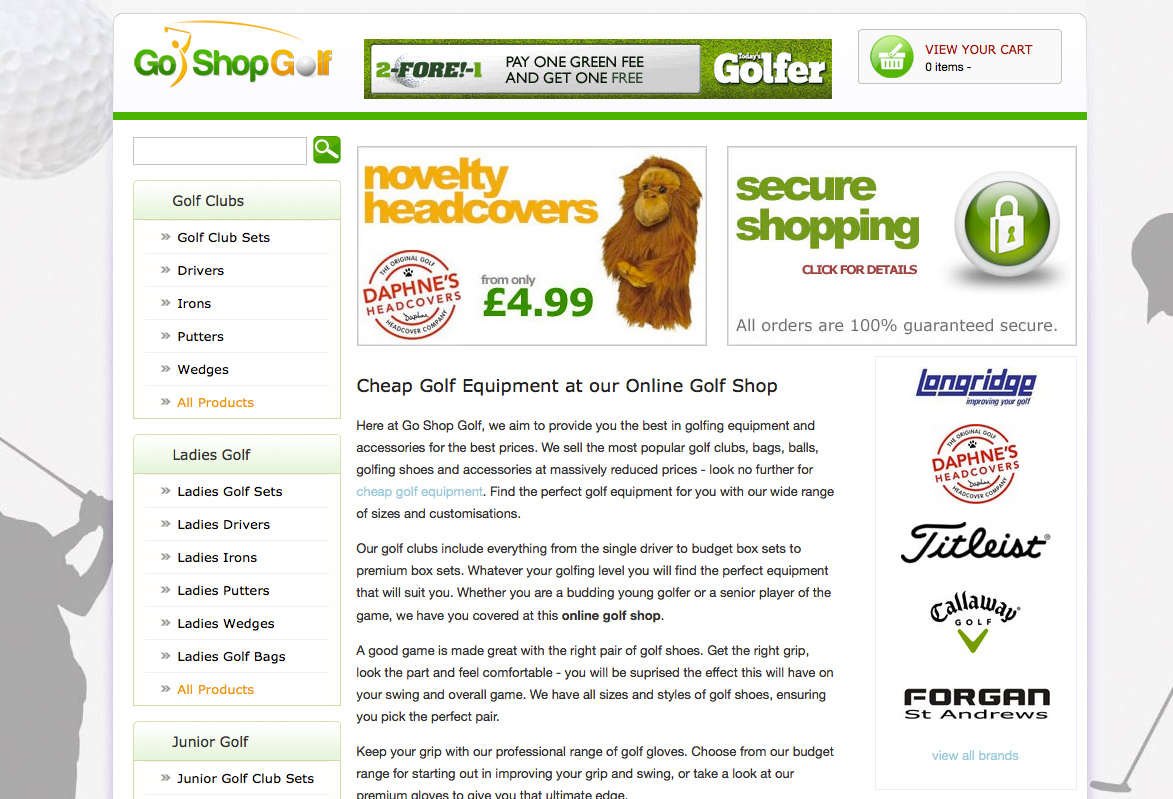 Go Shop Golf
2-FORE!-1
PAY ONE GREEN FEE
AND GET ONE FREE
Today's
Golfer
VIEW YOUR CART
0 items -
Golf Clubs
Golf Club Sets
Drivers
Irons
Putters
Wedges
All Products
Ladies Golf
Ladies Golf Sets
Ladies Drivers
Ladies Irons
Ladies Putters
Ladies Wedges
Ladies Golf Bags
All Products
Junior Golf
Junior Golf Club Sets
novelty
headcovers
THE ORIGINAL GOLF
DAPHNE'S
HEADCOVERS
Daphne
HEADCOVER COMPANY
from only
£4.99
secure
shopping
CLICK FOR DETAILS
All orders are 100% guaranteed secure.
Cheap Golf Equipment at our Online Golf Shop
Here at Go Shop Golf, we aim to provide you the best in golfing equipment and
accessories for the best prices. We sell the most popular golf clubs, bags, balls,
golfing shoes and accessories at massively reduced prices - look no further for
cheap golf equipment. Find the perfect golf equipment for you with our wide range
of sizes and customisations.
Our golf clubs include everything from the single driver to budget box sets to
premium box sets. Whatever your golfing level you will find the perfect equipment
that will suit you. Whether you are a budding young golfer or a senior player of the
game, we have you covered at this online golf shop.
A good game is made great with the right pair of golf shoes. Get the right grip,
look the part and feel comfortable - you will be suprised the effect this will have on
your swing and overall game. We have all sizes and styles of golf shoes, ensuring
you pick the perfect pair.
Keep your grip with our professional range of golf gloves. Choose from our budget
range for starting out in improving your grip and swing, or take a look at our
premium gloves to give you that ultimate edge.
Longridge
improving your golf
THE ORIGINAL GOLF
DAPHNE'S
HEADCOVERS
Daphne
HEADCOVER COMPANY
Titleist®
Callaway®
GOLF
FORGAN
St Andrews
view all brands